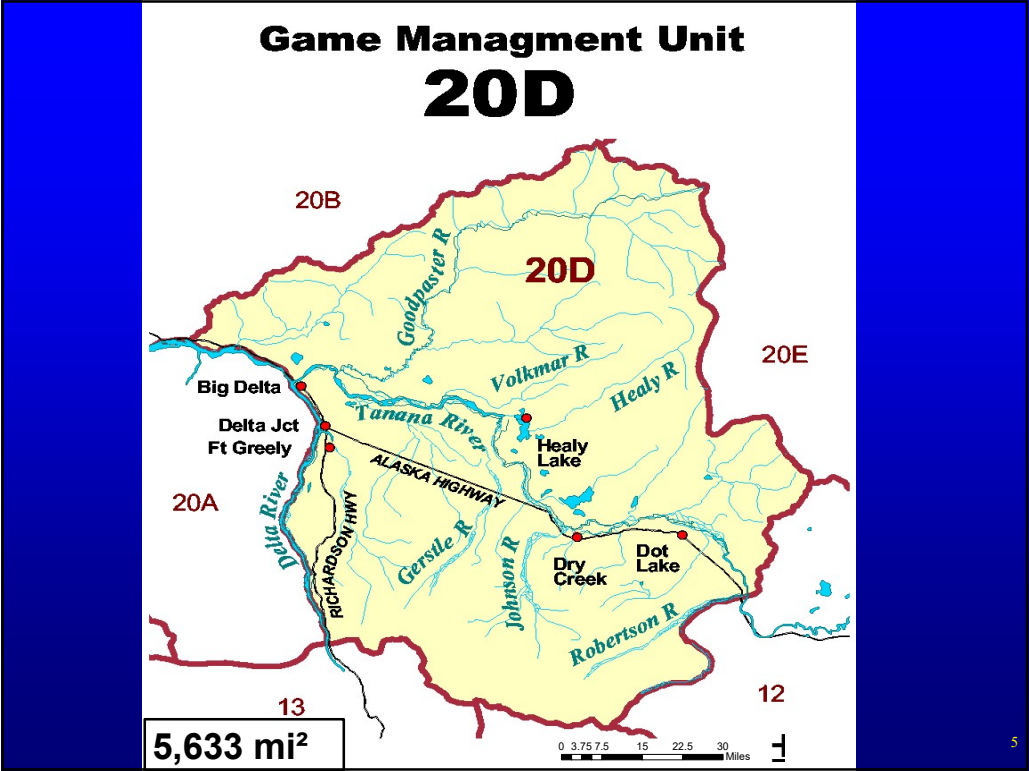 Game Managment Unit
20D
20B
Goodpaster R
20D
20E
Volkmar R
Healy R
Big Delta
Tanana River
Delta Jct
Ft Greely
Healy
Lake
ALASKA HIGHWAY
20A
Delta River
RICHARDSON HWY
Gerstle R
Johnson R
Dry
Creek
Dot
Lake
Robertson R
12
13
5,633 mi²
0 3.75 7.5 15 22.5 30
Miles
5